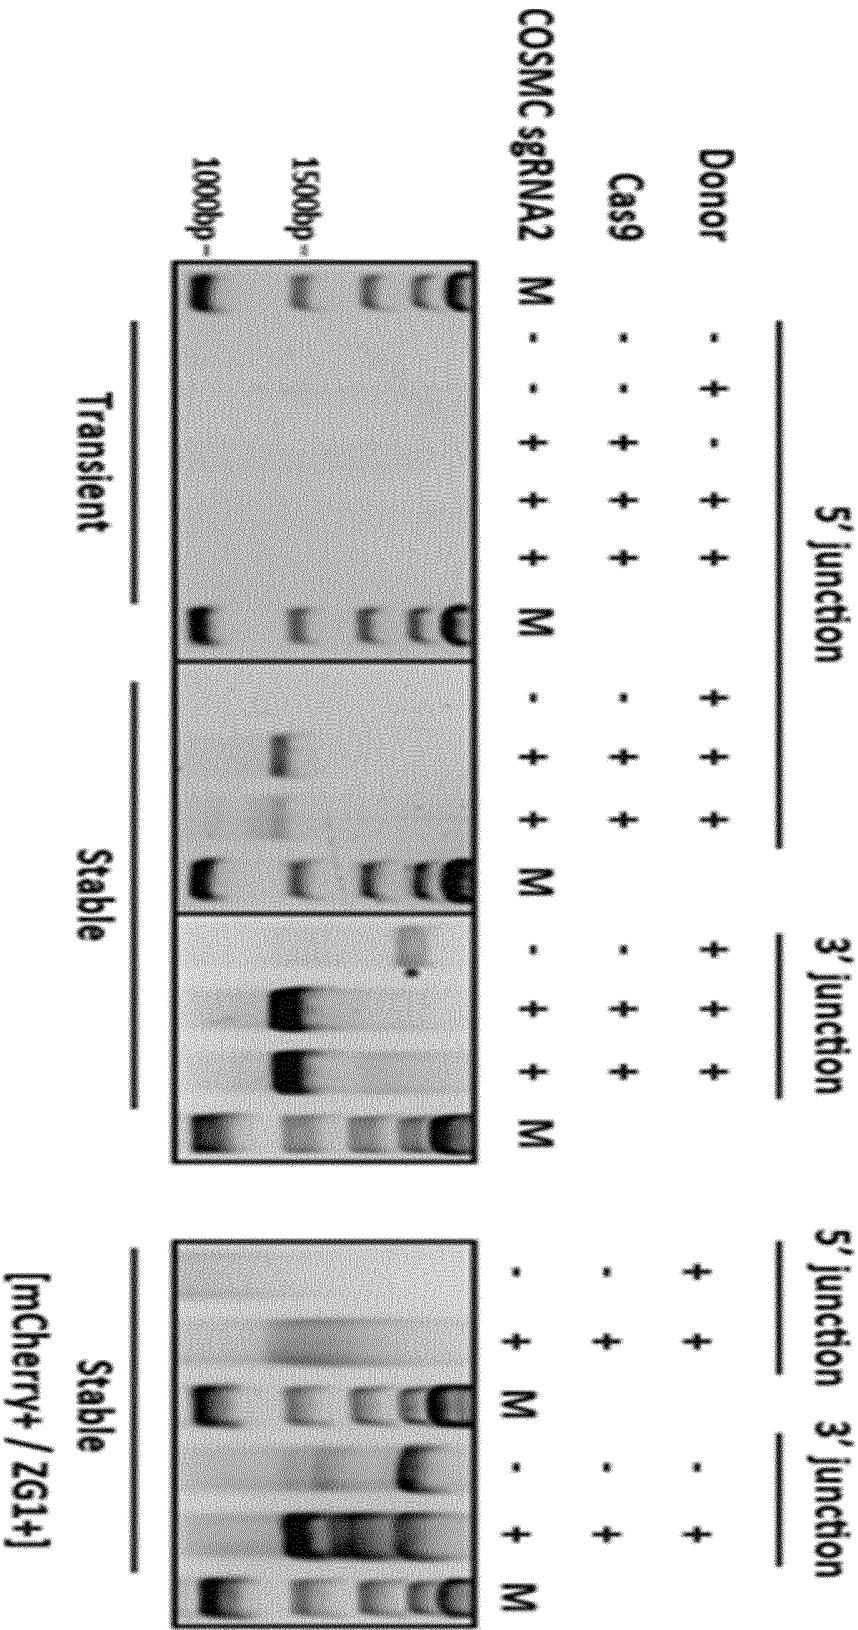 5' junction 3' junction 5' junction 3' junction
Donor - + - + + + + + + + + + + - +
Cas9 - - + + + - + + - + + - + - +
COSMC sgRNA2 M - - + + + M - + + M - + + M - + M - + M
1500bp -
1000bp -
Transient Stable Stable
[mCherry+ / ZG1+]